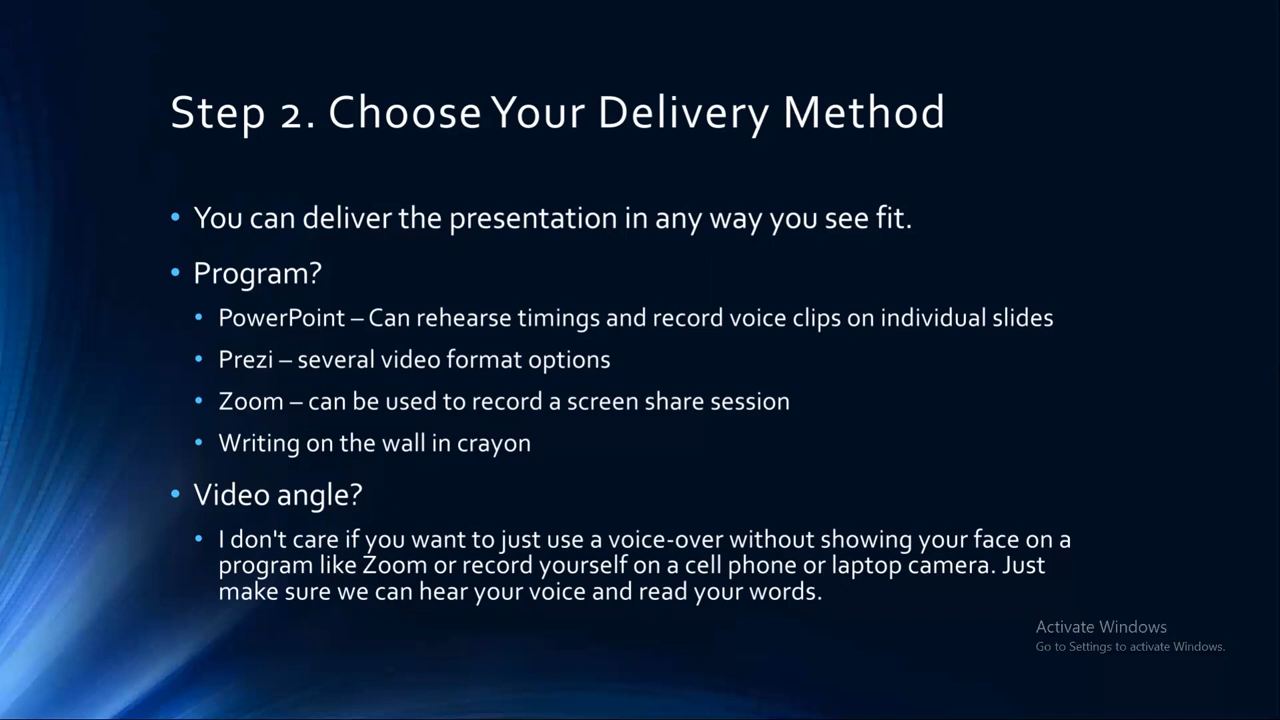 Step 2. Choose Your Delivery Method
• You can deliver the presentation in any way you see fit.
• Program?
• PowerPoint – Can rehearse timings and record voice clips on individual slides
• Prezi – several video format options
• Zoom – can be used to record a screen share session
• Writing on the wall in crayon
• Video angle?
• I don't care if you want to just use a voice-over without showing your face on a
program like Zoom or record yourself on a cell phone or laptop camera. Just
make sure we can hear your voice and read your words.
Activate Windows
Go to Settings to activate Windows.